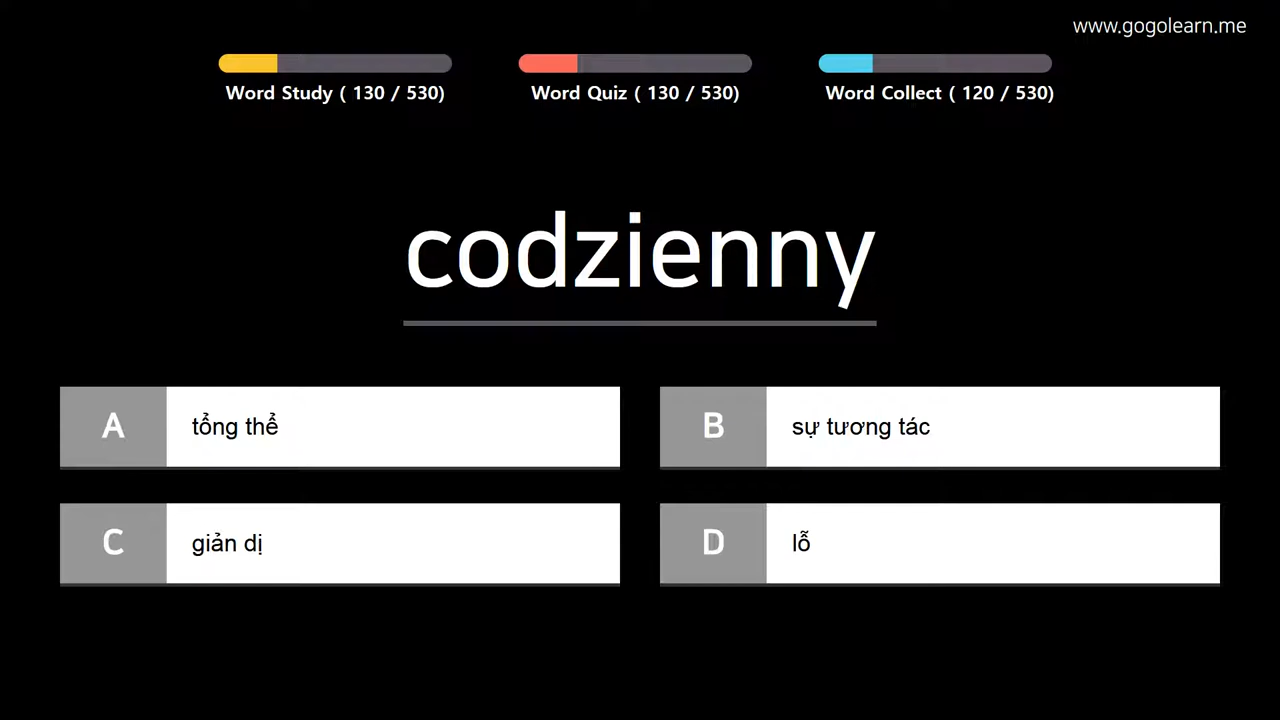 www.gogolearn.me
Word Study ( 130 / 530)
Word Quiz ( 130 / 530)
Word Collect ( 120 / 530)
codzienny
A
tổng thể
B
sự tương tác
C
giản dị
D
lỗ